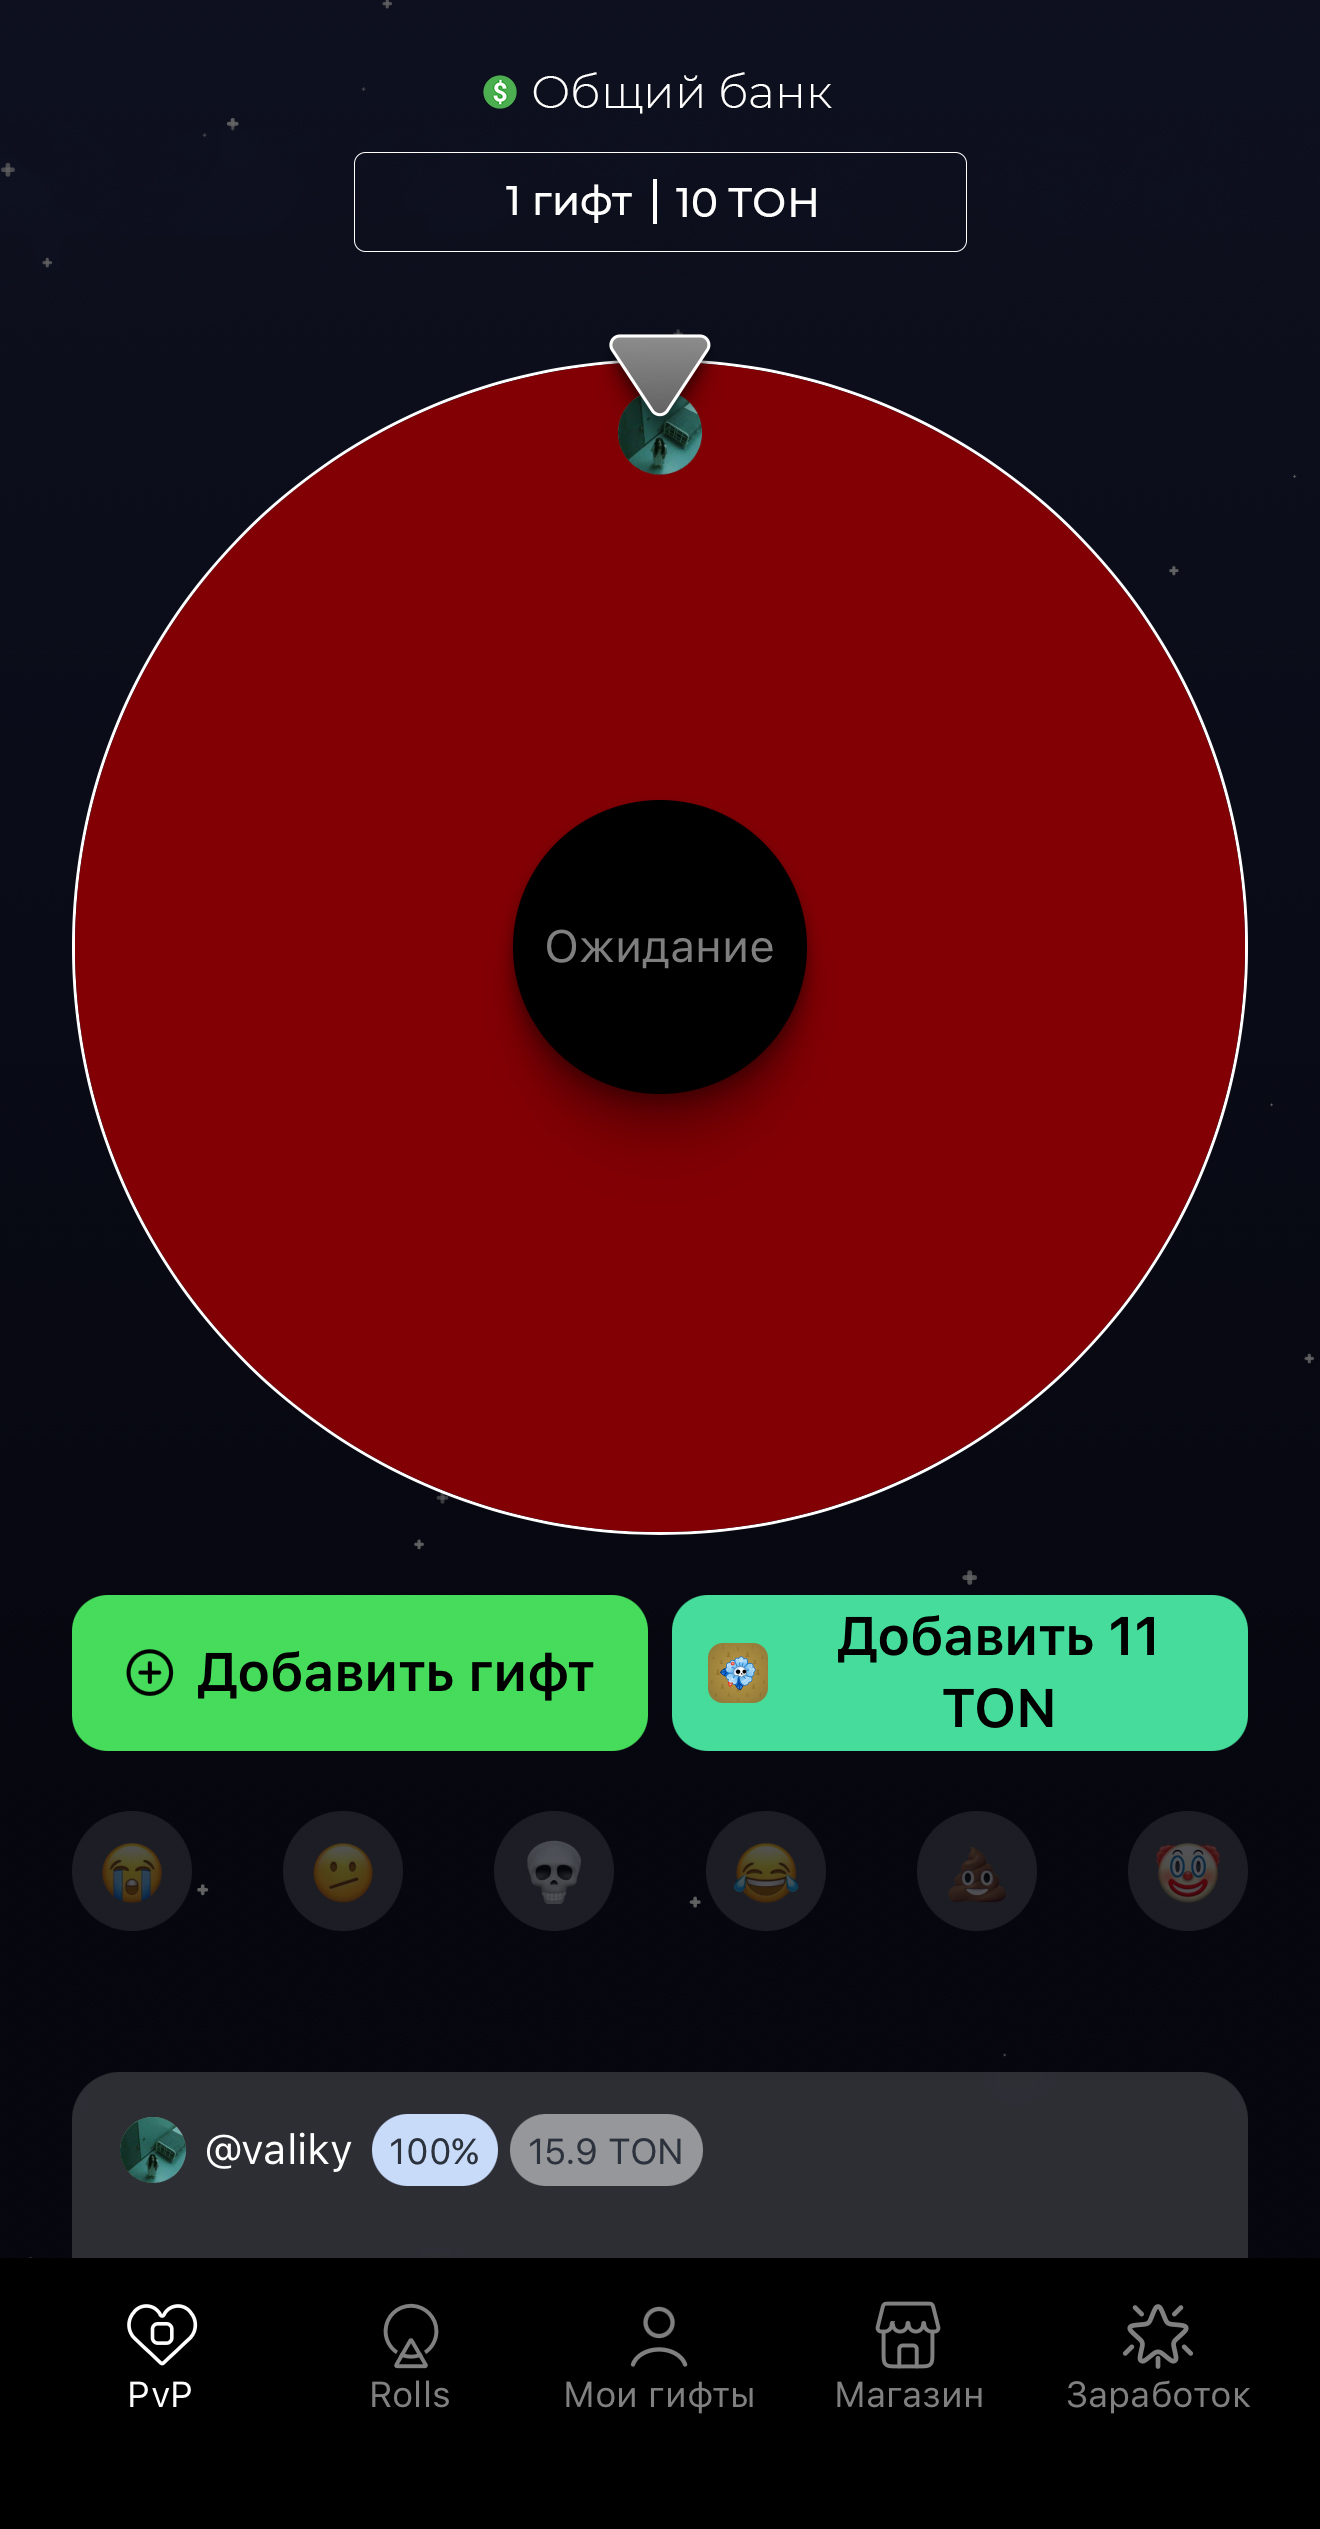 Общий банк
1 гифт | 10 ТОН
Ожидание
Добавить гифт
Добавить 11
TON
@valiky 100% 15.9 TON
PvP Rolls Мои гифты Магазин Заработок